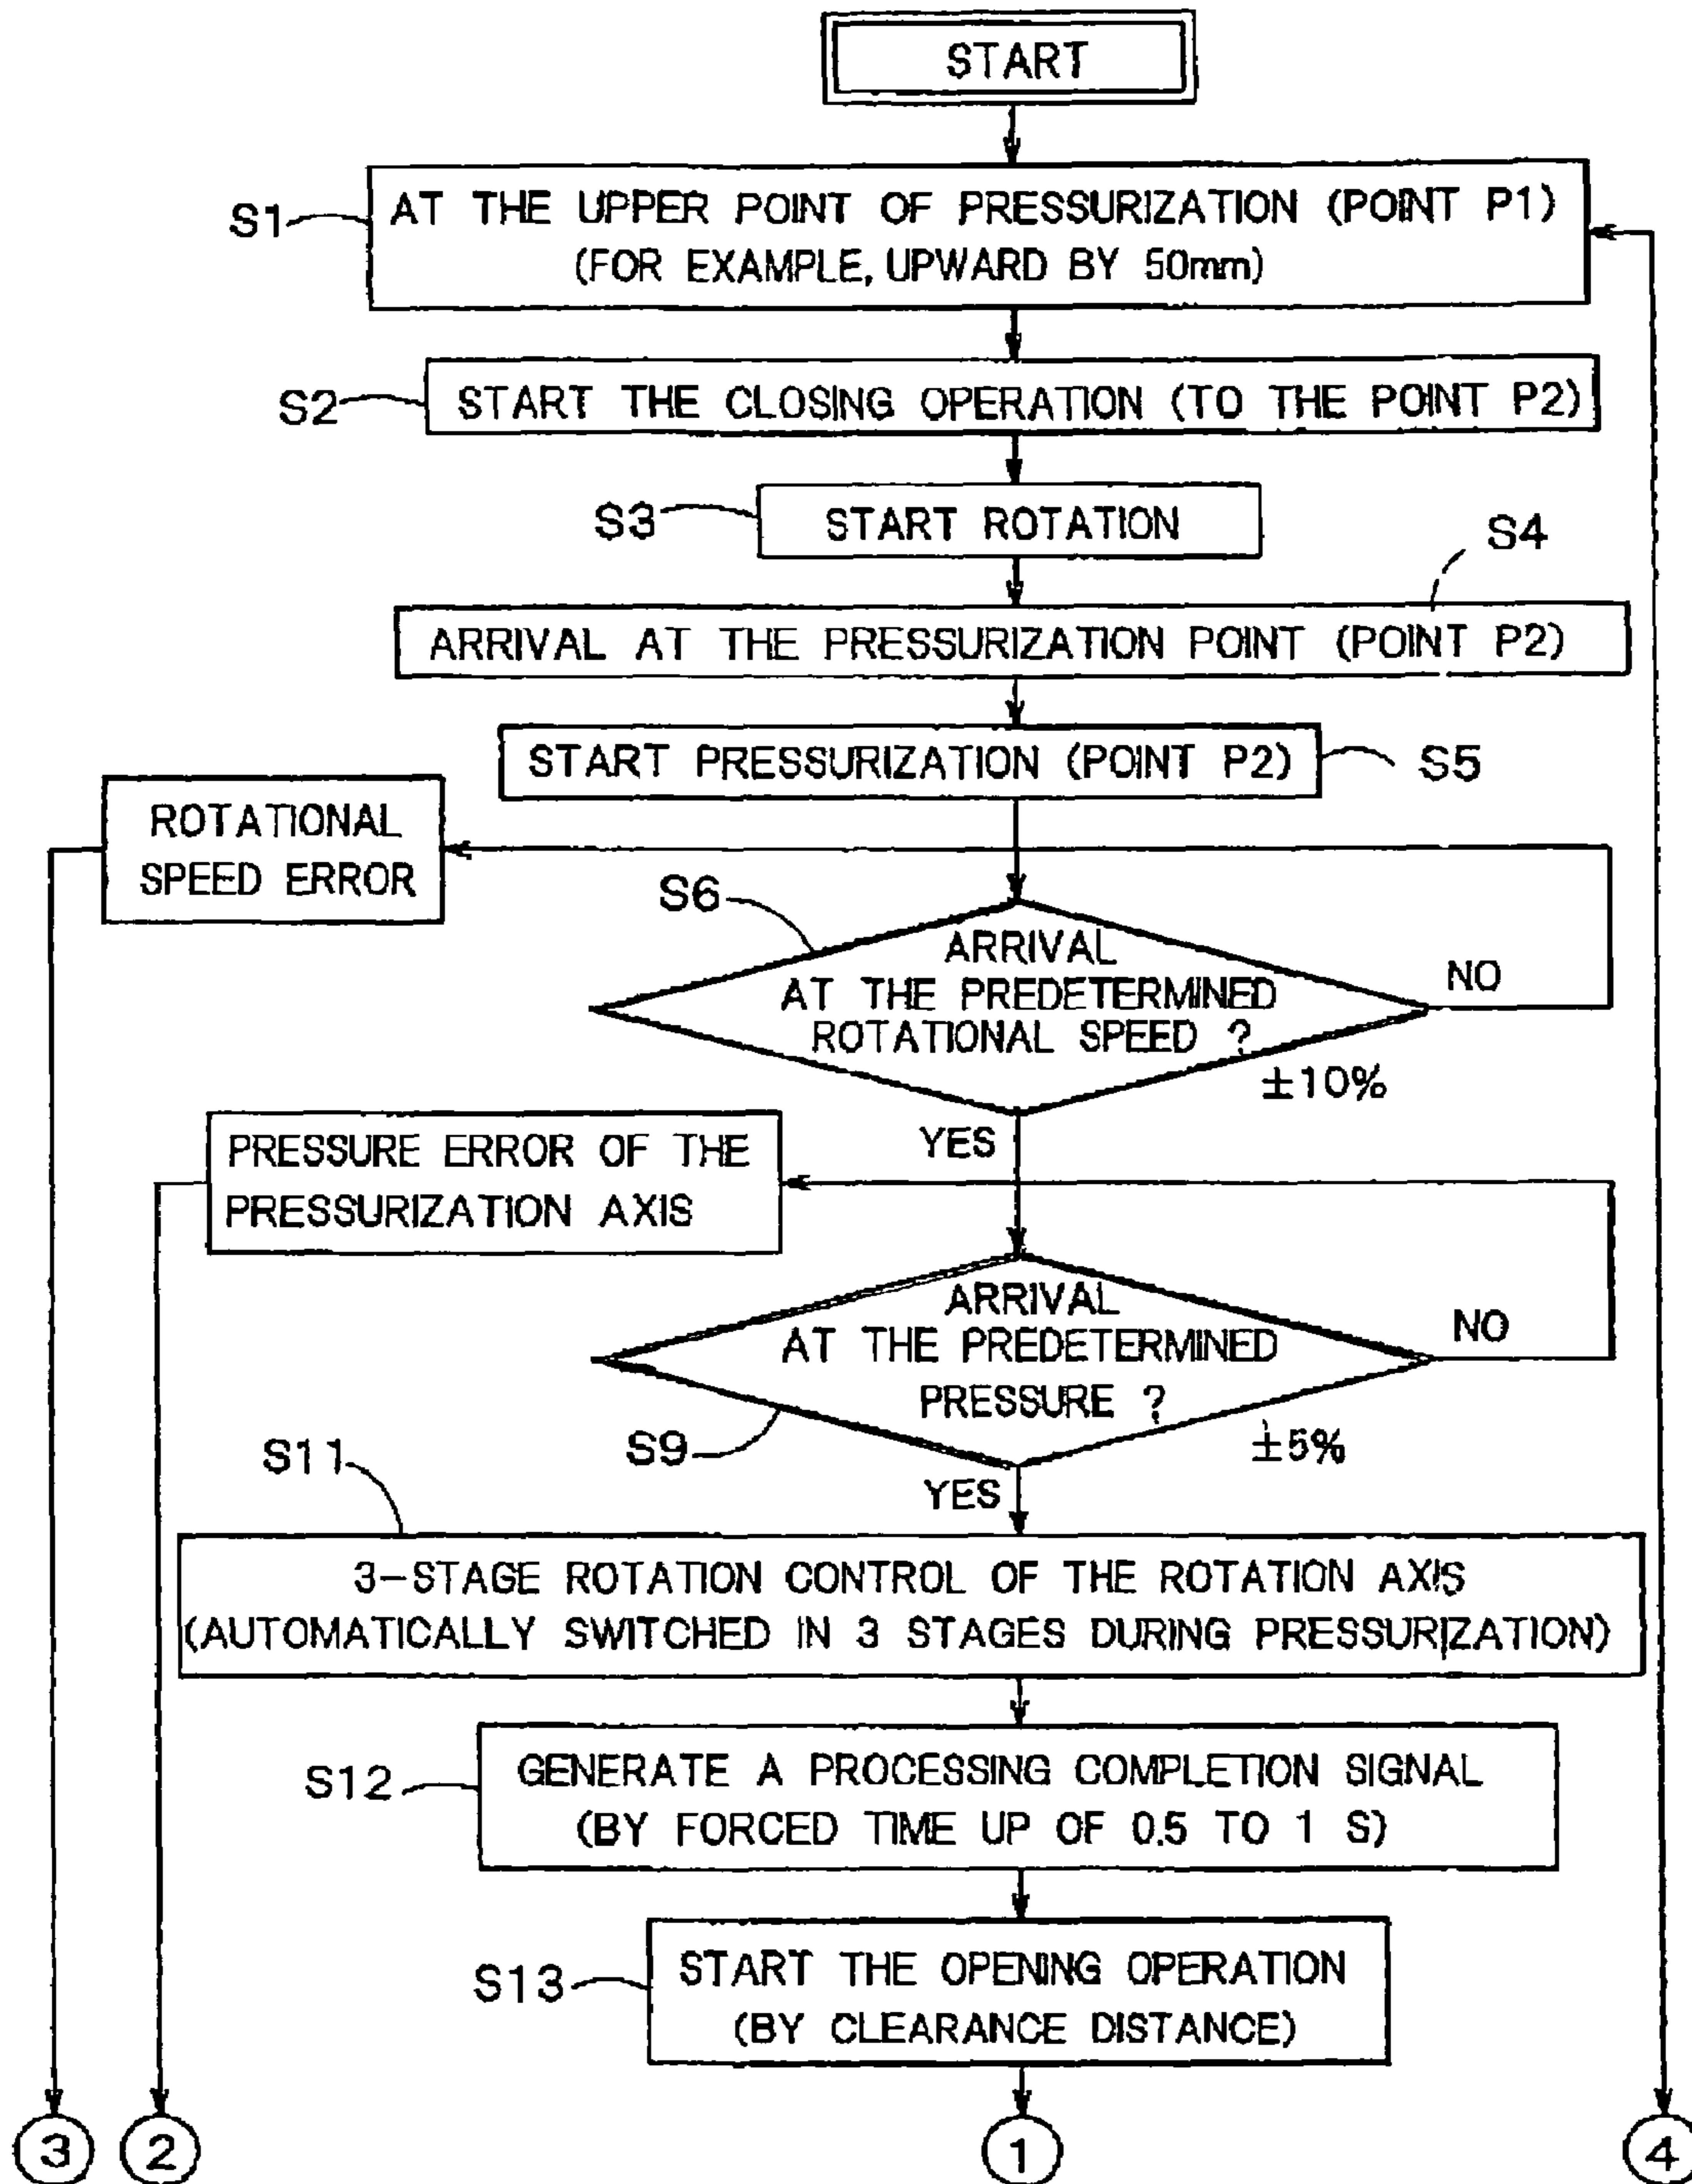 START
S1
AT THE UPPER POINT OF PRESSURIZATION (POINT P1)
(FOR EXAMPLE, UPWARD BY 50mm)
S2
START THE CLOSING OPERATION (TO THE POINT P2)
S3
START ROTATION
S4
ARRIVAL AT THE PRESSURIZATION POINT (POINT P2)
START PRESSURIZATION (POINT P2)
S5
ROTATIONAL
SPEED ERROR
S6
ARRIVAL
AT THE PREDETERMINED
ROTATIONAL SPEED ?
NO
±10%
YES
PRESSURE ERROR OF THE
PRESSURIZATION AXIS
ARRIVAL
AT THE PREDETERMINED
PRESSURE ?
NO
S9
±5%
YES
S11
3-STAGE ROTATION CONTROL OF THE ROTATION AXIS
(AUTOMATICALLY SWITCHED IN 3 STAGES DURING PRESSURIZATION)
S12
GENERATE A PROCESSING COMPLETION SIGNAL
(BY FORCED TIME UP OF 0.5 TO 1 S)
S13
START THE OPENING OPERATION
(BY CLEARANCE DISTANCE)
3
2
1
4